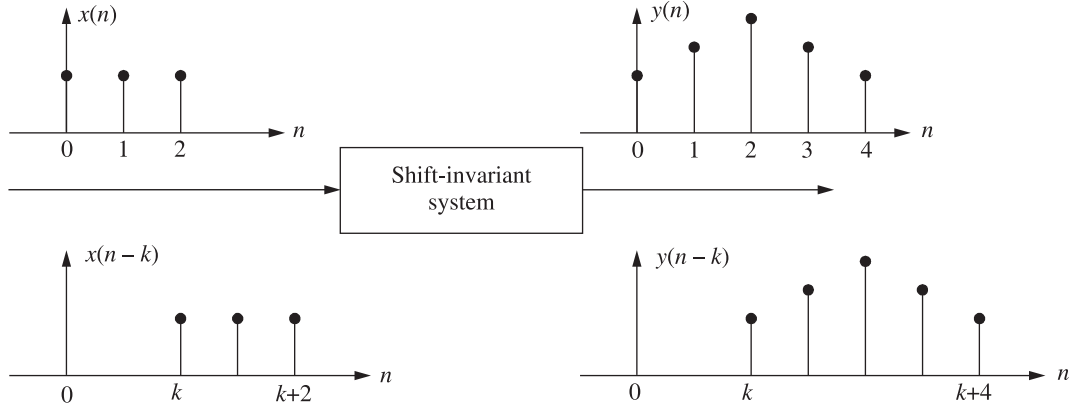 x(n)
n
0 1 2
y(n)
n
0 1 2 3 4
Shift-invariant
system
x(n – k)
n
0 k k+2
y(n – k)
n
0 k k+4